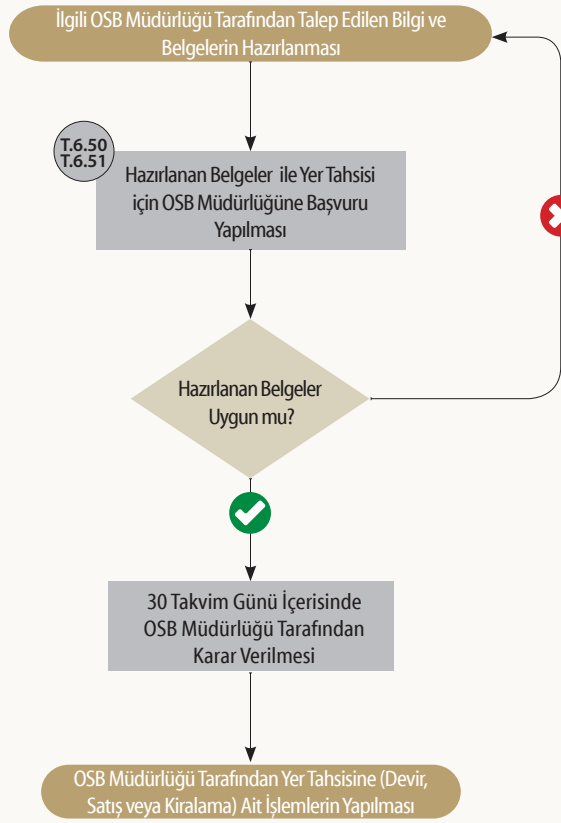 İlgili OSB Müdürlüğü Tarafından Talep Edilen Bilgi ve
Belgelerin Hazırlanması
T.6.50
T.6.51
Hazırlanan Belgeler ile Yer Tahsisi
için OSB Müdürlüğüne Başvuru
Yapılması
Hazırlanan Belgeler
Uygun mu?
30 Takvim Günü İçerisinde
OSB Müdürlüğü Tarafından
Karar Verilmesi
OSB Müdürlüğü Tarafından Yer Tahsisine (Devir,
Satış veya Kiralama) Ait İşlemlerin Yapılması